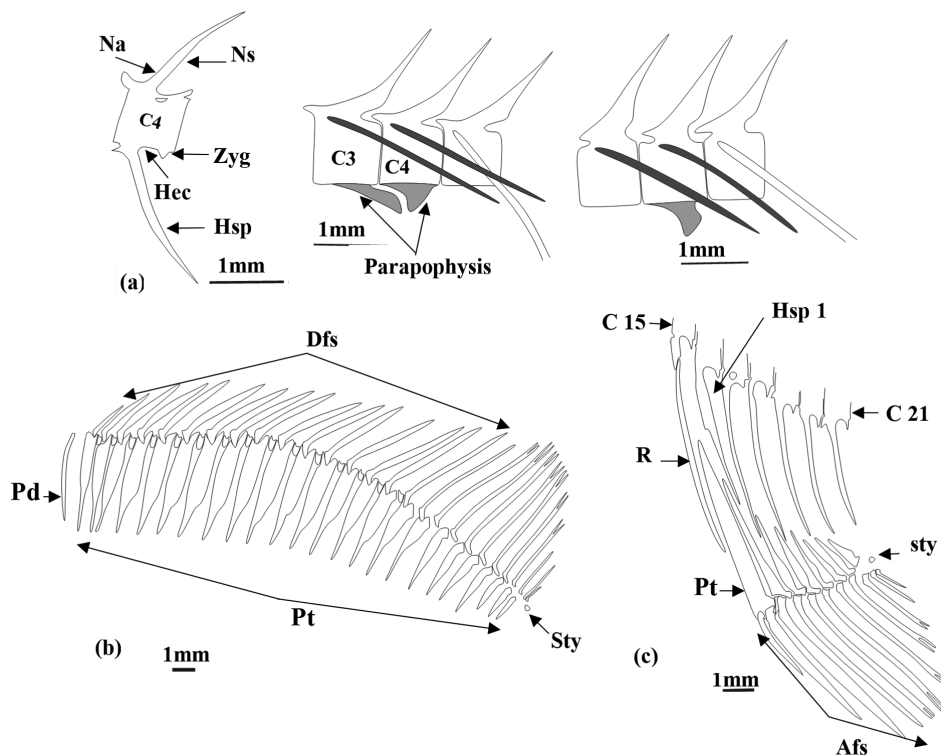 Na
Ns
C4
Zyg
Hec
Hsp
1mm
(a)
C3
C4
1mm
Parapophysis
1mm
Dfs
Pd
Pt
Sty
(b)
1mm
C 15
Hsp 1
C 21
R
sty
Pt
(c)
1mm
Afs